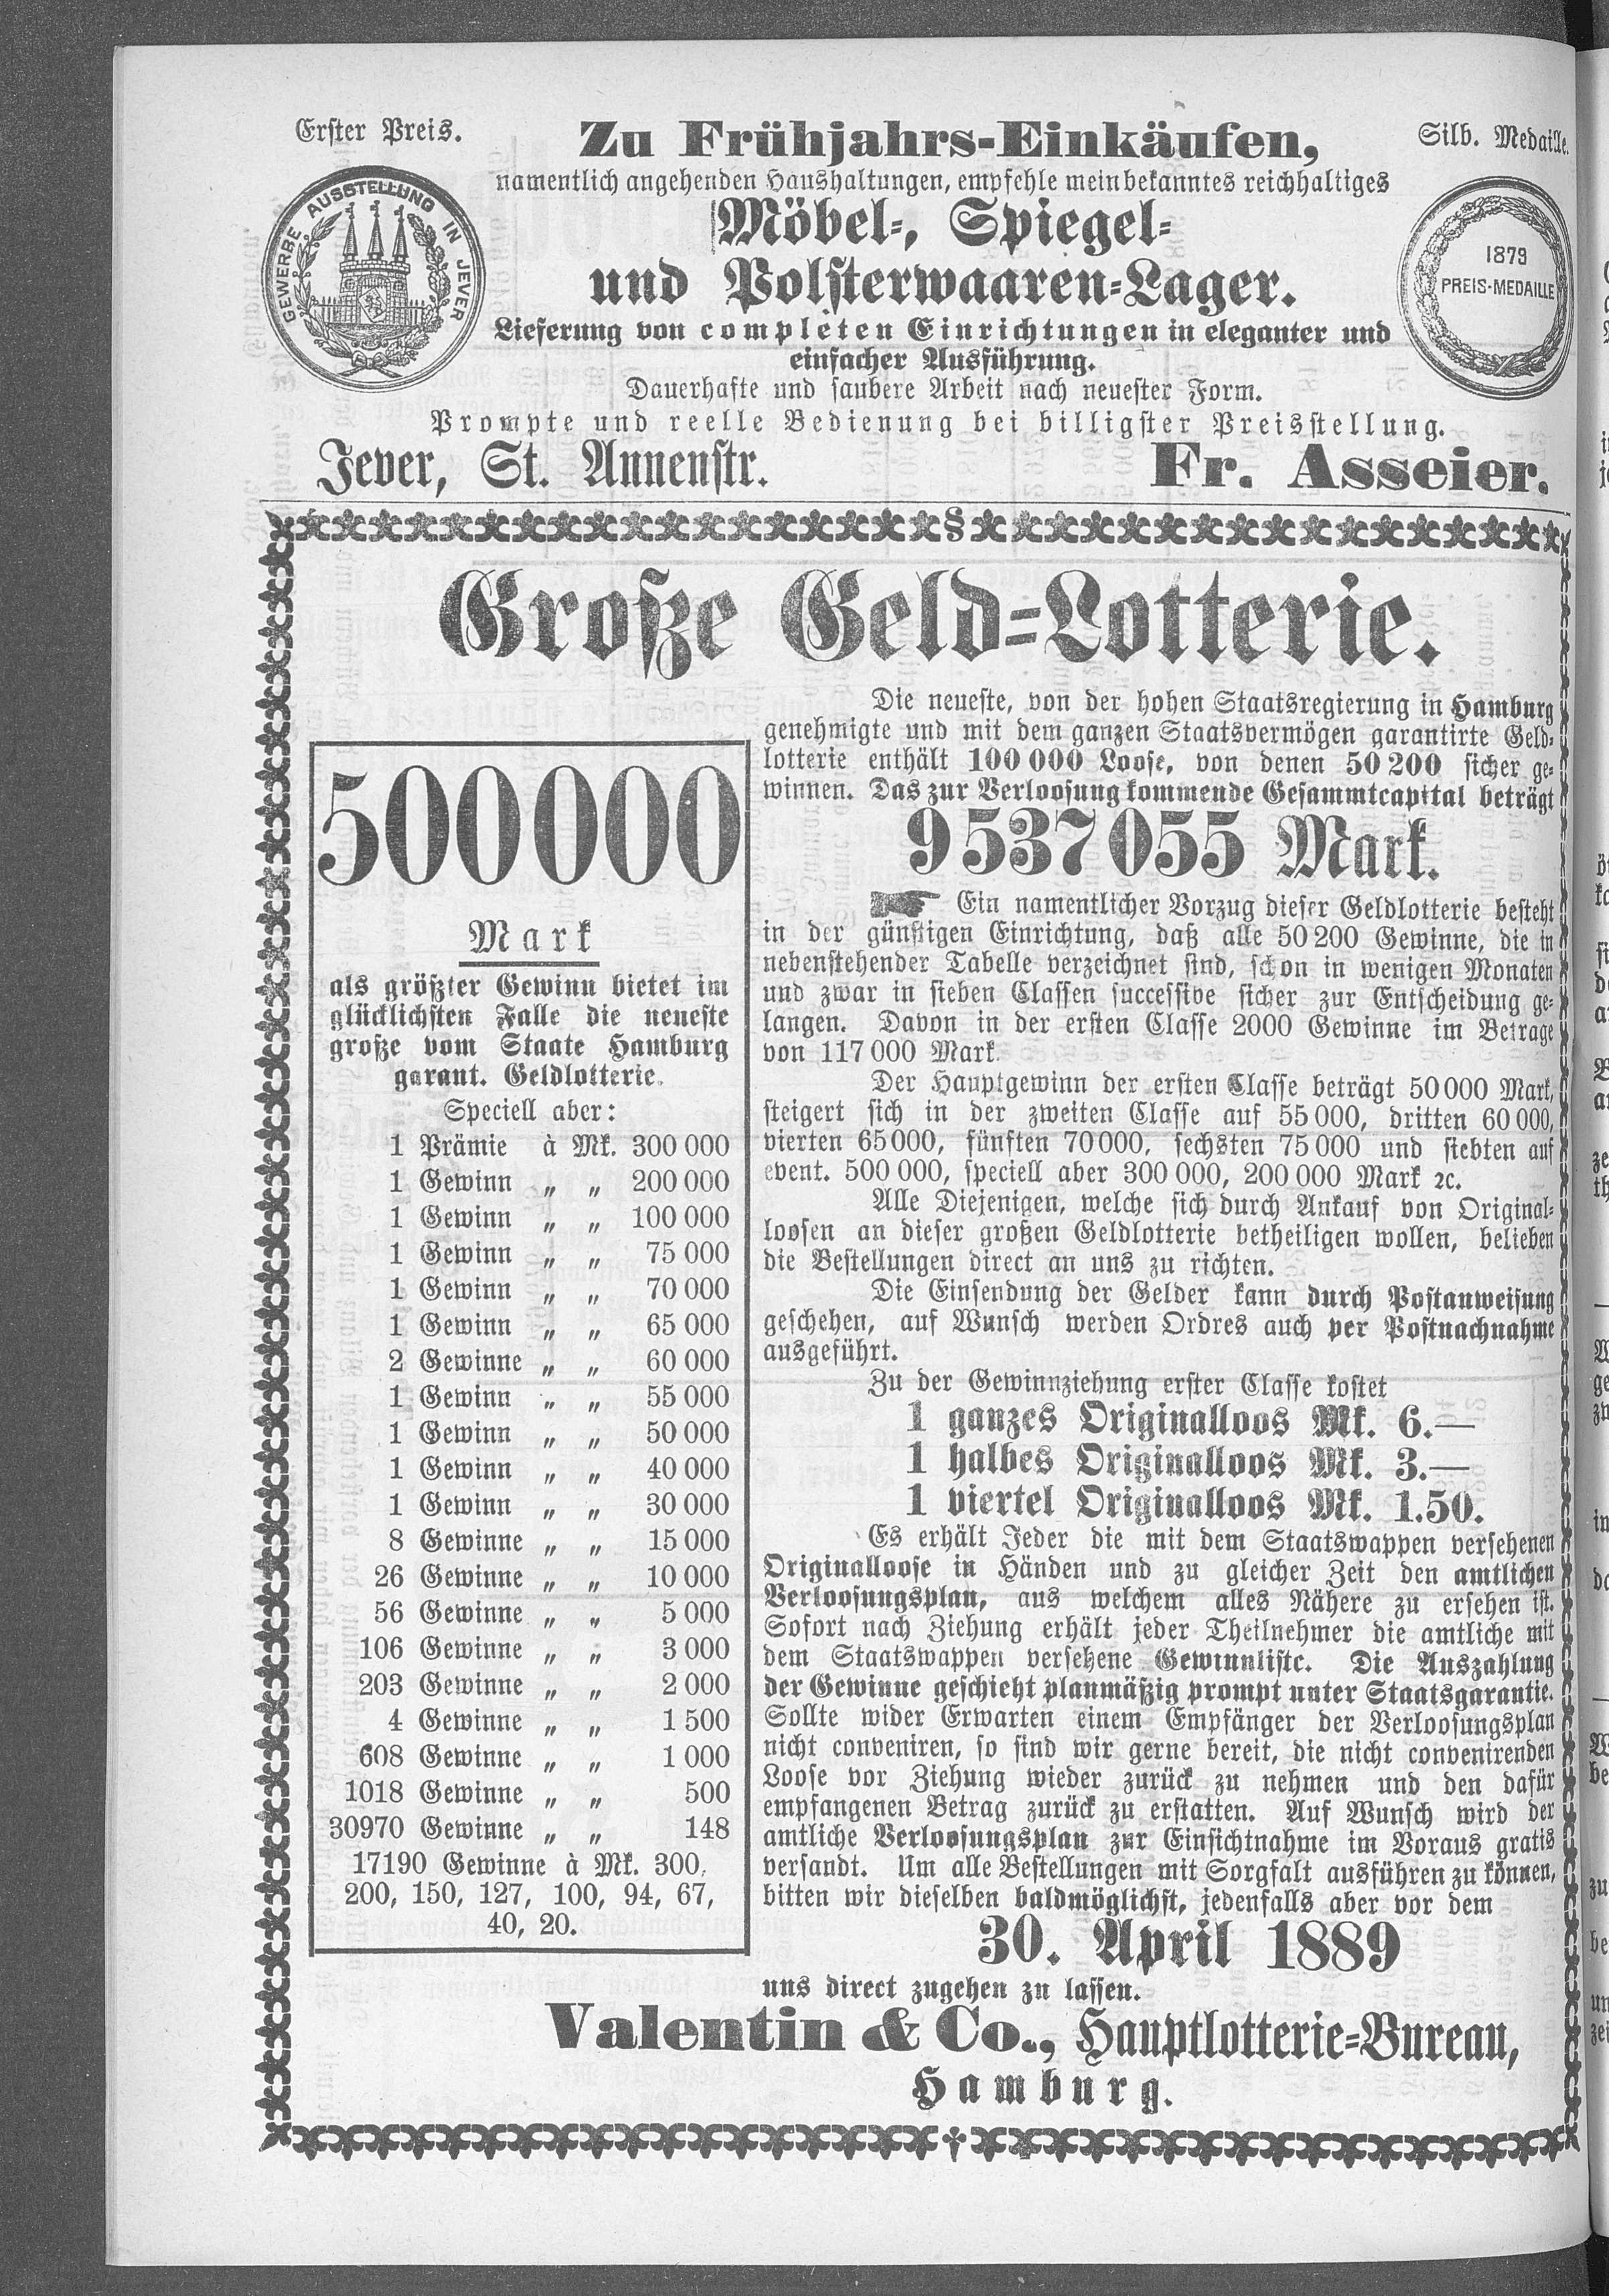 Erster Preis.
Silb. Medaille.
GEWERBE AUSSTELLUNG IN JEVER
1879
PREIS-MEDAILLE
Zu Frühjahrs-Einkäufen,
namentlich angehenden Haushaltungen, empfehle mein bekanntes reichhaltiges
Möbel-, Spiegel-
und Polsterwaaren-Lager.
Lieferung von completen Einrichtungen in eleganter und
einfacher Ausführung.
Dauerhafte und saubere Arbeit nach neuester Form.
Prompte und reelle Bedienung bei billigster Preisstellung.
Jever, St. Annenstr. Fr. Asseier.
Große Geld-Lotterie.
500 000
Mark
als größter Gewinn bietet im
glücklichsten Falle die neueste
große vom Staate Hamburg
garant. Geldlotterie.
Speciell aber:
1 Prämie à Mk. 300 000
1 Gewinn „ „ 200 000
1 Gewinn „ „ 100 000
1 Gewinn „ „ 75 000
1 Gewinn „ „ 70 000
1 Gewinn „ „ 65 000
2 Gewinne „ „ 60 000
1 Gewinn „ „ 55 000
1 Gewinn „ „ 50 000
1 Gewinn „ „ 40 000
1 Gewinn „ „ 30 000
8 Gewinne „ „ 15 000
26 Gewinne „ „ 10 000
56 Gewinne „ „ 5 000
106 Gewinne „ „ 3 000
203 Gewinne „ „ 2 000
4 Gewinne „ „ 1 500
608 Gewinne „ „ 1 000
1018 Gewinne „ „ 500
30970 Gewinne „ „ 148
17190 Gewinne à Mk. 300,
200, 150, 127, 100, 94, 67,
40, 20.
Die neueste, von der hohen Staatsregierung in Hamburg
genehmigte und mit dem ganzen Staatsvermögen garantirte Geld-
lotterie enthält 100 000 Loose, von denen 50 200 sicher ge-
winnen. Das zur Verloosung kommende Gesammtcapital beträgt
9 537 055 Mark.
Ein namentlicher Vorzug dieser Geldlotterie besteht
in der günstigen Einrichtung, daß alle 50 200 Gewinne, die in
nebenstehender Tabelle verzeichnet sind, schon in wenigen Monaten
und zwar in sieben Classen successive sicher zur Entscheidung ge-
langen. Davon in der ersten Classe 2000 Gewinne im Betrage
von 117 000 Mark.
Der Hauptgewinn der ersten Classe beträgt 50 000 Mark,
steigert sich in der zweiten Classe auf 55 000, dritten 60 000,
vierten 65 000, fünften 70 000, sechsten 75 000 und siebten auf
event. 500 000, speciell aber 300 000, 200 000 Mark ꝛc.
Alle Diejenigen, welche sich durch Ankauf von Original-
loosen an dieser großen Geldlotterie betheiligen wollen, belieben
die Bestellungen direct an uns zu richten.
Die Einsendung der Gelder kann durch Postanweisung
geschehen, auf Wunsch werden Ordres auch per Postnachnahme
ausgeführt.
Zu der Gewinnziehung erster Classe kostet
1 ganzes Originalloos Mk. 6.—
1 halbes Originalloos Mk. 3.—
1 viertel Originalloos Mk. 1.50.
Es erhält Jeder die mit dem Staatswappen versehenen
Originalloose in Händen und zu gleicher Zeit den amtlichen
Verloosungsplan, aus welchem alles Nähere zu ersehen ist.
Sofort nach Ziehung erhält jeder Theilnehmer die amtliche mit
dem Staatswappen versehene Gewinnliste. Die Auszahlung
der Gewinne geschieht planmäßig prompt unter Staatsgarantie.
Sollte wider Erwarten einem Empfänger der Verloosungsplan
nicht conveniren, so sind wir gerne bereit, die nicht convenirenden
Loose vor Ziehung wieder zurück zu nehmen und den dafür
empfangenen Betrag zurück zu erstatten. Auf Wunsch wird der
amtliche Verloosungsplan zur Einsichtnahme im Voraus gratis
versandt. Um alle Bestellungen mit Sorgfalt ausführen zu können,
bitten wir dieselben baldmöglichst, jedenfalls aber vor dem
30. April 1889
uns direct zugehen zu lassen.
Valentin & Co., Hauptlotterie-Bureau,
Hamburg.